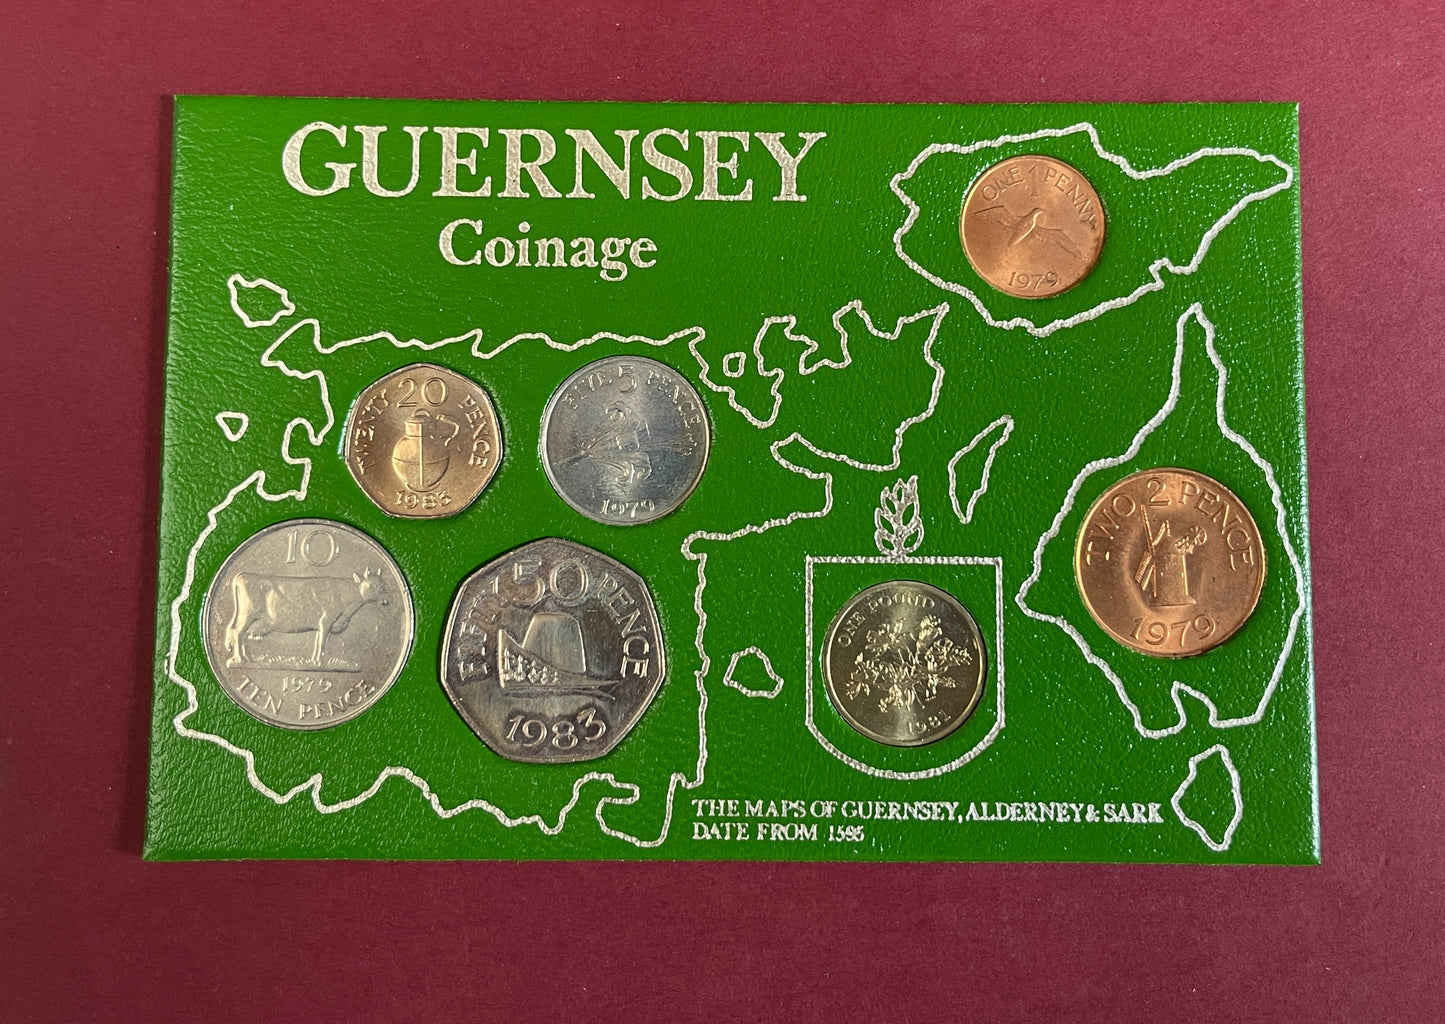 GUERNSEY
Coinage
ONE 1 PENNY
1979
20
TWENTY PENCE
1983
FIVE 5 PENCE
1979
TWO 2 PENCE
1979
10
1979
TEN PENCE
50 PENCE
1983
ONE POUND
1981
THE MAPS OF GUERNSEY, ALDERNEY & SARK
DATE FROM 1595